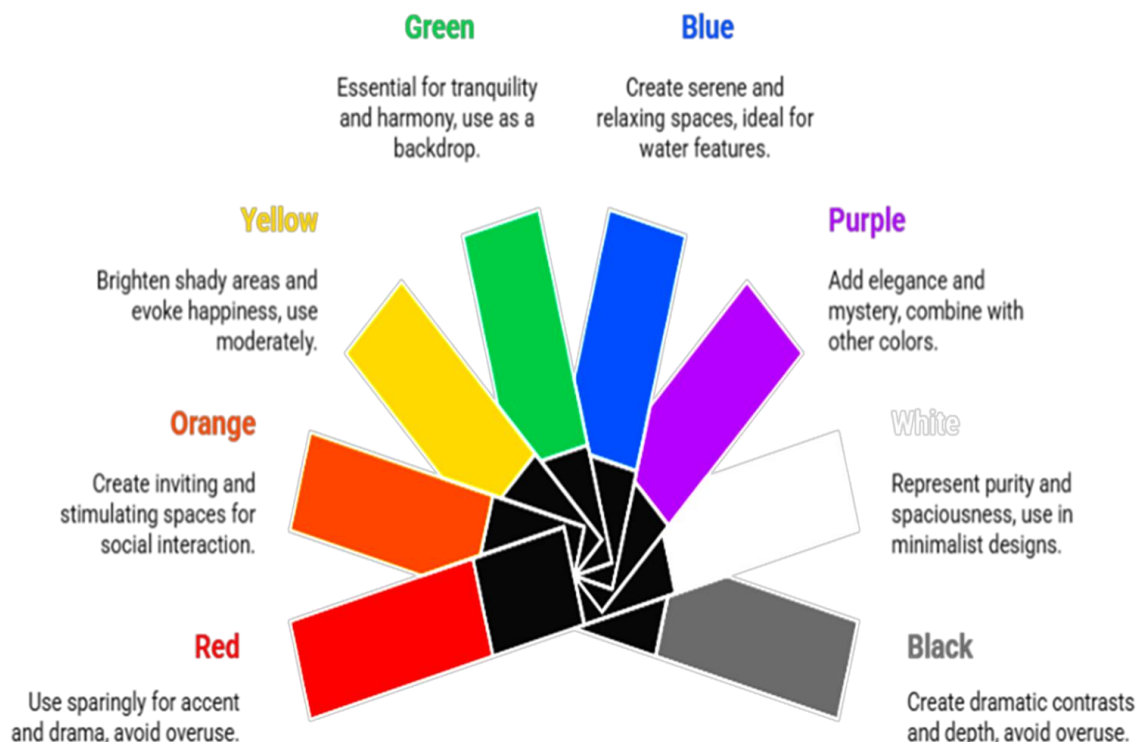 Green
Essential for tranquility
and harmony, use as a
backdrop.
Blue
Create serene and
relaxing spaces, ideal for
water features.
Yellow
Brighten shady areas and
evoke happiness, use
moderately.
Purple
Add elegance and
mystery, combine with
other colors.
Orange
Create inviting and
stimulating spaces for
social interaction.
White
Represent purity and
spaciousness, use in
minimalist designs.
Red
Use sparingly for accent
and drama, avoid overuse.
Black
Create dramatic contrasts
and depth, avoid overuse.